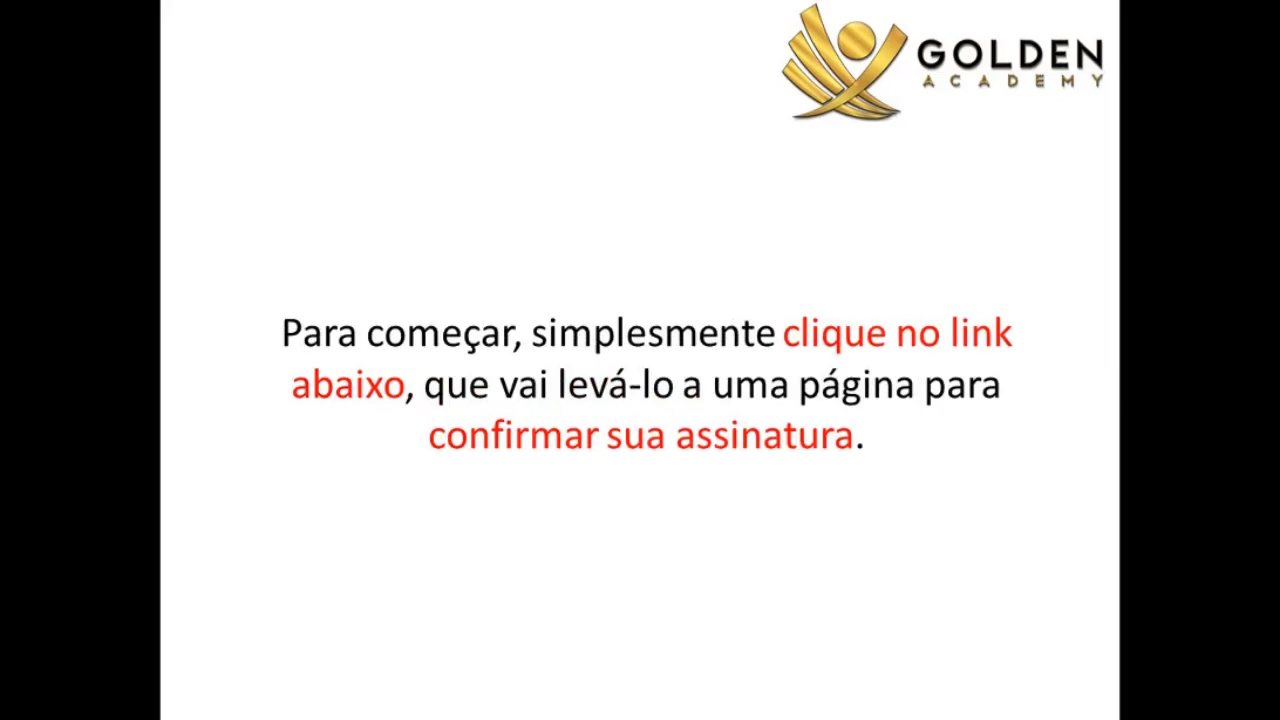 GOLDEN
ACADEMY
Para começar, simplesmente clique no link
abaixo, que vai levá-lo a uma página para
confirmar sua assinatura.